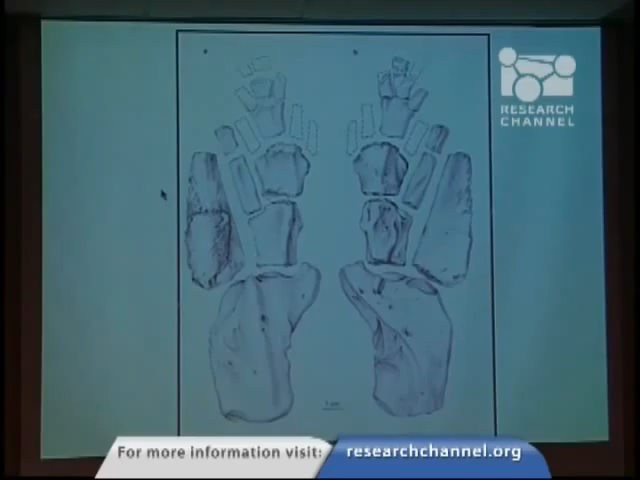 RESEARCH
CHANNEL
For more information visit:
researchchannel.org